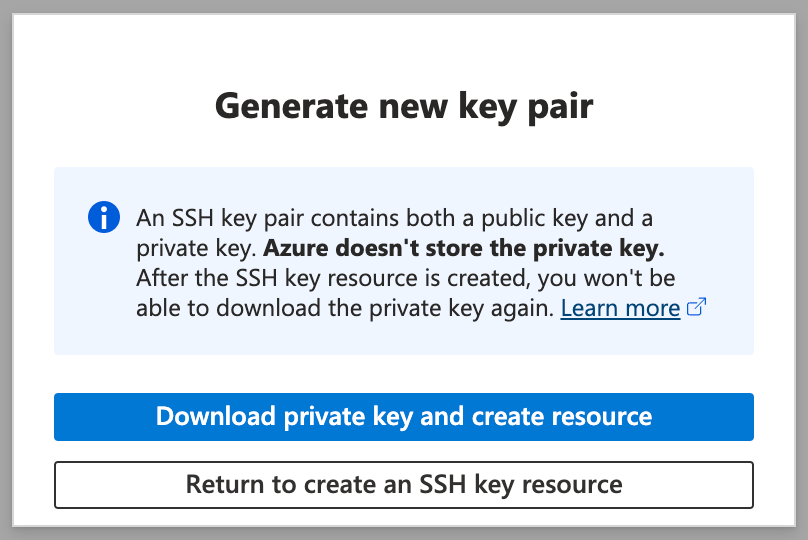 Generate new key pair
An SSH key pair contains both a public key and a
private key. Azure doesn't store the private key.
After the SSH key resource is created, you won't be
able to download the private key again. Learn more
Download private key and create resource
Return to create an SSH key resource